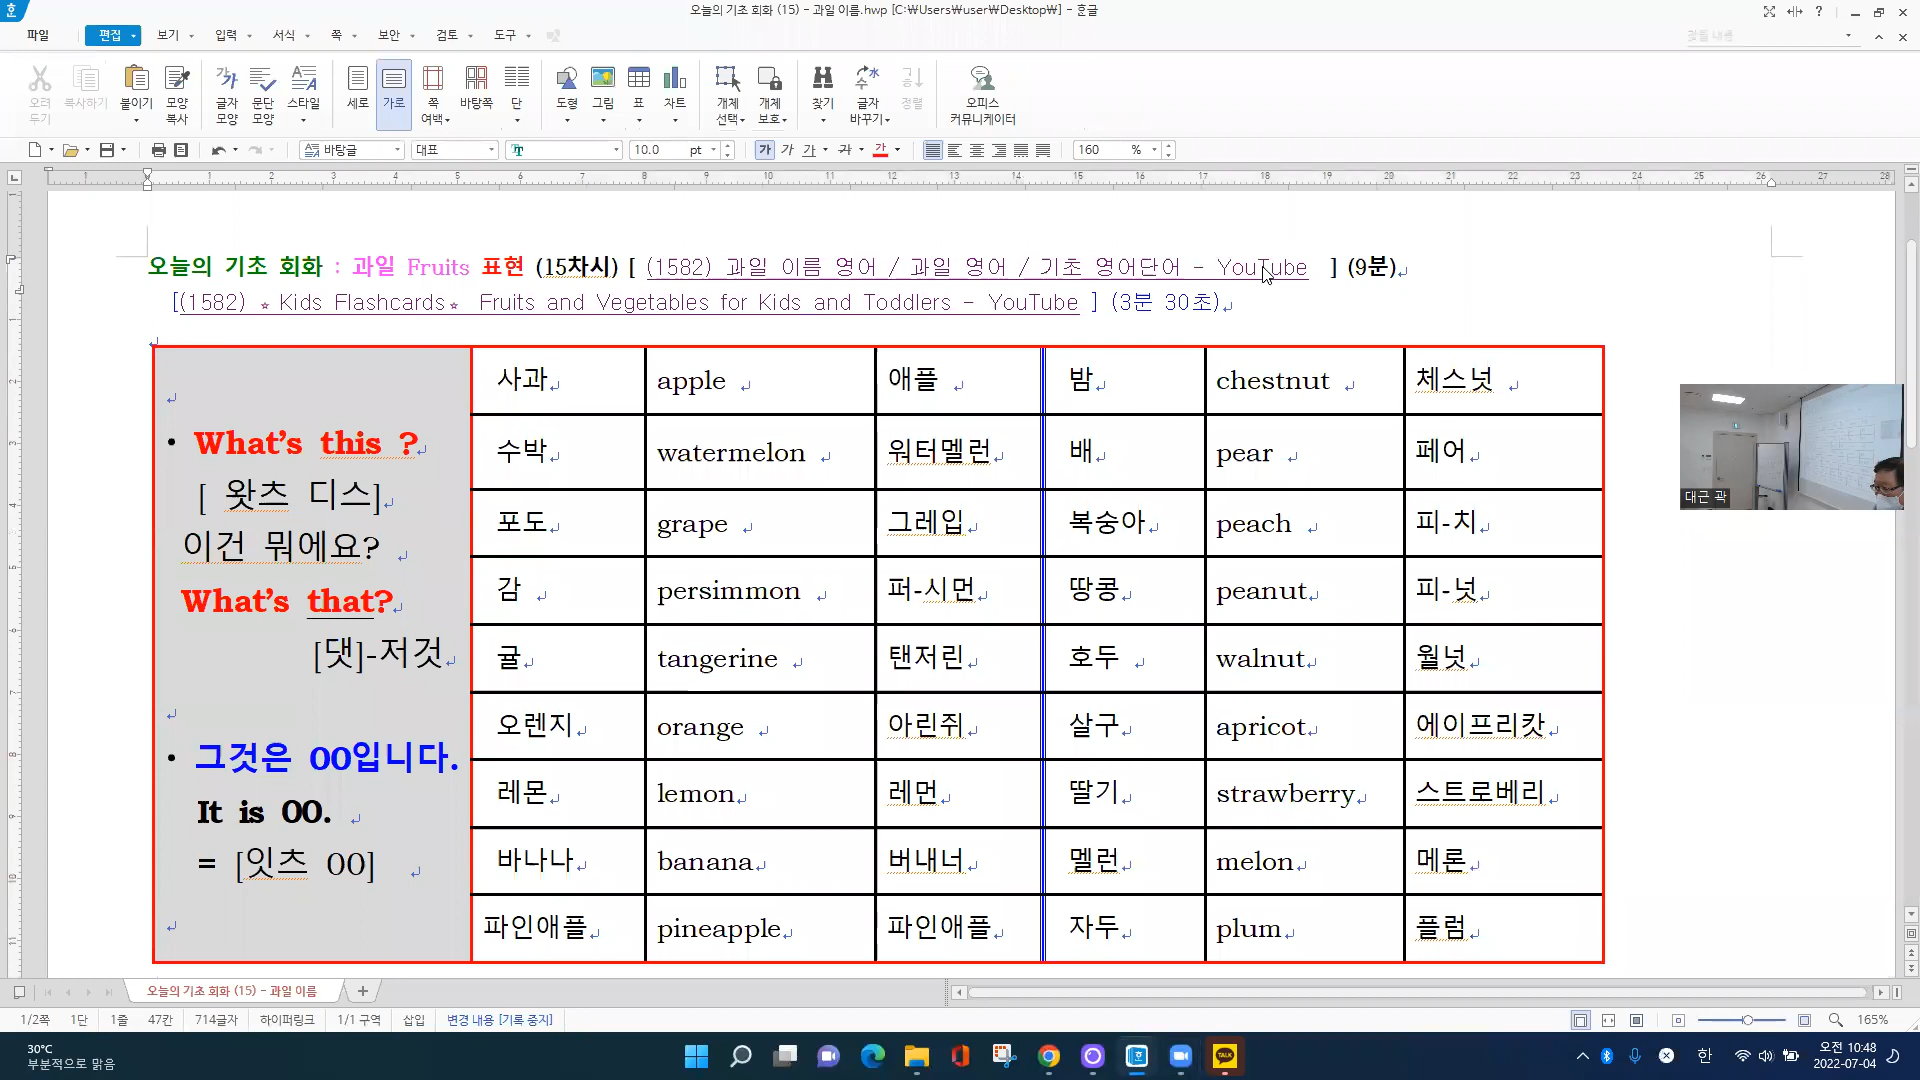 오늘의 기초 회화 (15) - 과일 이름.hwp [C:₩Users₩user₩Desktop₩] - 한글
파일 편집 보기 입력 서식 쪽 보안 검토 도구
오려 두기 복사하기 붙이기 모양 복사 글자 모양 문단 모양 스타일 세로 가로 쪽 여백 바탕쪽 단 도형 그림 표 차트 개체 선택 개체 보호 찾기 글자 바꾸기 정렬 오피스 커뮤니케이터
바탕글 대표 10.0 pt 가 가 가 가 가 160 %
오늘의 기초 회화 : 과일 Fruits 표현 (15차시) [ (1582) 과일 이름 영어 / 과일 영어 / 기초 영어단어 - YouTube ] (9분)
[(1582) ⭐ Kids Flashcards⭐ Fruits and Vegetables for Kids and Toddlers - YouTube ] (3분 30초)
• What's this ?
[ 왓츠 디스]
이건 뭐에요?
What's that?
[댓]-저것
• 그것은 00입니다.
It is 00.
= [잇츠 00]
사과 apple 애플 밤 chestnut 체스넛
수박 watermelon 워터멜런 배 pear 페어
포도 grape 그레입 복숭아 peach 피-치
감 persimmon 퍼-시먼 땅콩 peanut 피-넛
귤 tangerine 탠저린 호두 walnut 월넛
오렌지 orange 아린쥐 살구 apricot 에이프리캇
레몬 lemon 레먼 딸기 strawberry 스트로베리
바나나 banana 버내너 멜런 melon 메론
파인애플 pineapple 파인애플 자두 plum 플럼
대근 곽
오늘의 기초 회화 (15) - 과일 이름
1/2쪽 1단 1줄 47칸 714글자 하이퍼링크 1/1 구역 삽입 변경 내용 [기록 중지] 165%
30°C
부분적으로 맑음
TALK
한
오전 10:48
2022-07-04